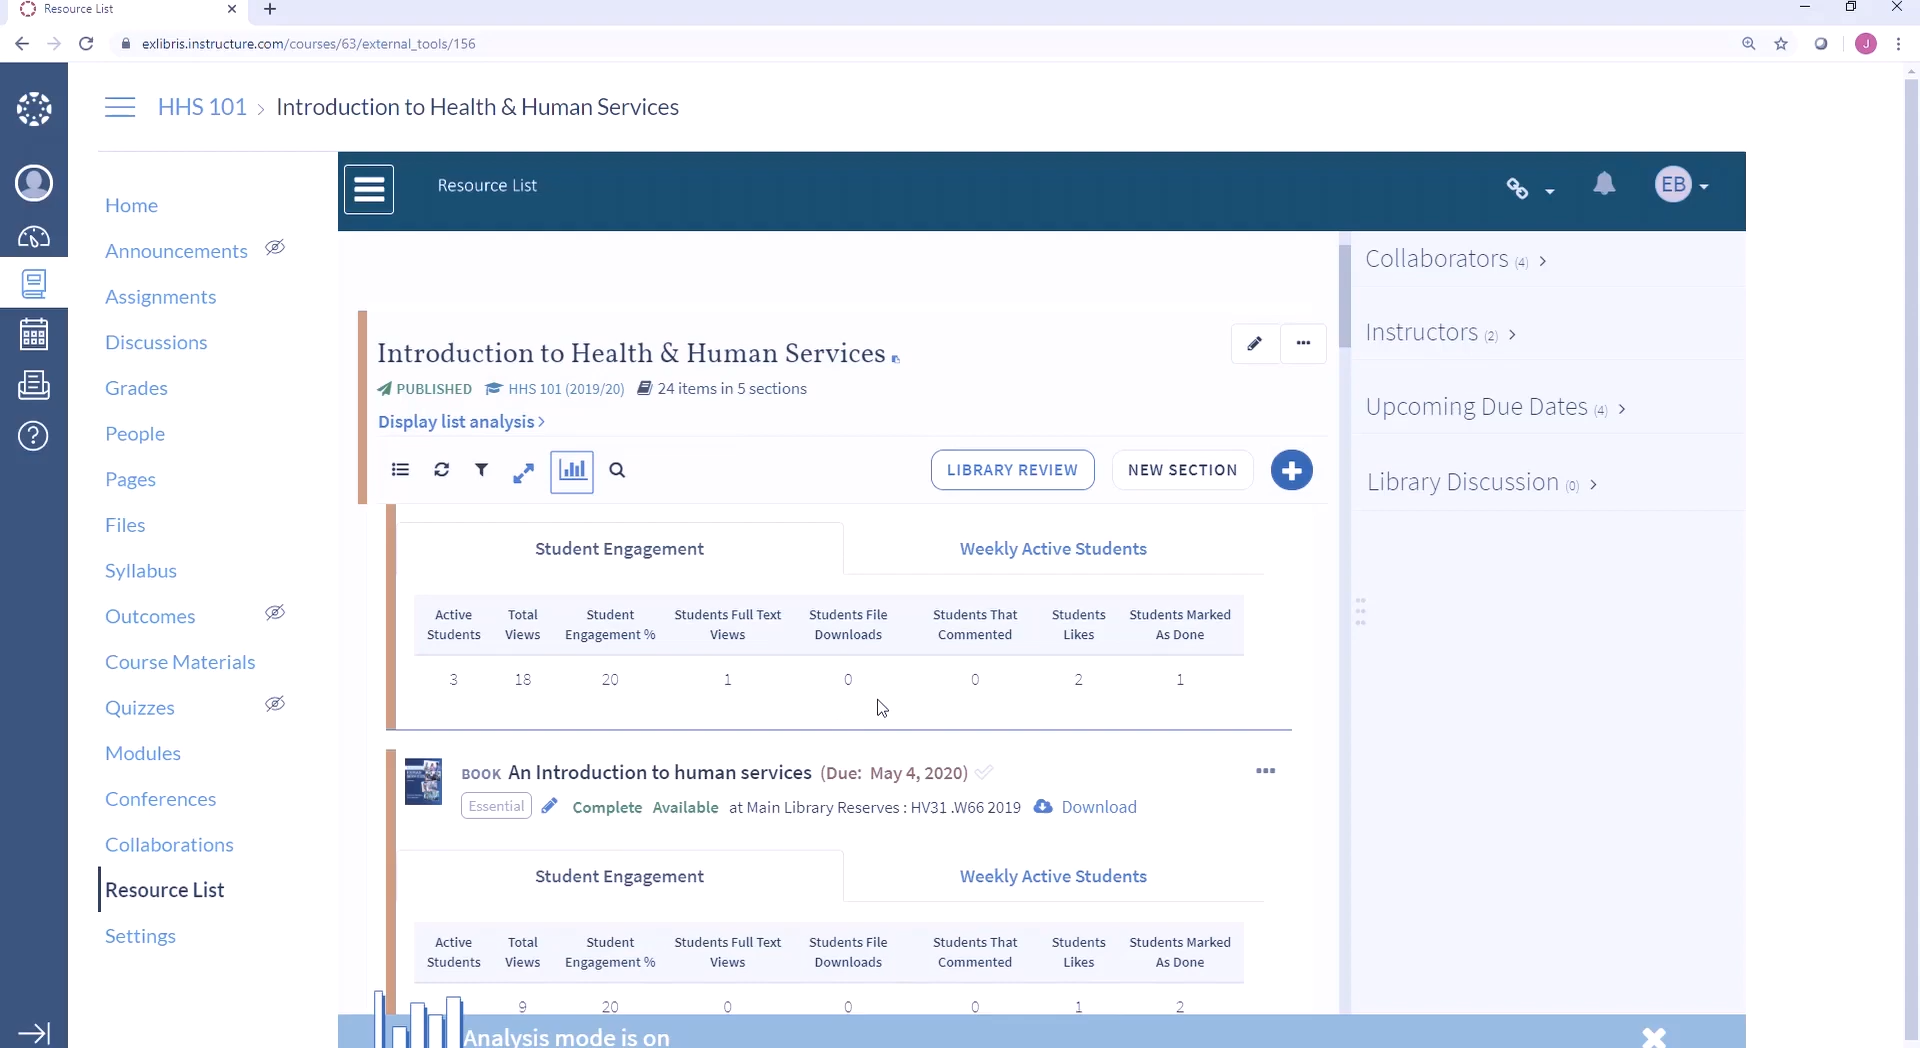 Resource List
exlibris.instructure.com/courses/63/external_tools/156
J
HHS 101 > Introduction to Health & Human Services
Home
Announcements
Assignments
Discussions
Grades
People
Pages
Files
Syllabus
Outcomes
Course Materials
Quizzes
Modules
Conferences
Collaborations
Resource List
Settings
Resource List
EB
Introduction to Health & Human Services
PUBLISHED HHS 101 (2019/20) 24 items in 5 sections
Display list analysis >
LIBRARY REVIEW NEW SECTION
Student Engagement Weekly Active Students
Active Students Total Views Student Engagement % Students Full Text Views Students File Downloads Students That Commented Students Likes Students Marked As Done
3 18 20 1 0 0 2 1
BOOK An Introduction to human services (Due: May 4, 2020)
Essential Complete Available at Main Library Reserves : HV31 .W66 2019 Download
Student Engagement Weekly Active Students
Active Students Total Views Student Engagement % Students Full Text Views Students File Downloads Students That Commented Students Likes Students Marked As Done
9 20 0 0 0 1 2
Analysis mode is on
Collaborators (4) >
Instructors (2) >
Upcoming Due Dates (4) >
Library Discussion (0) >